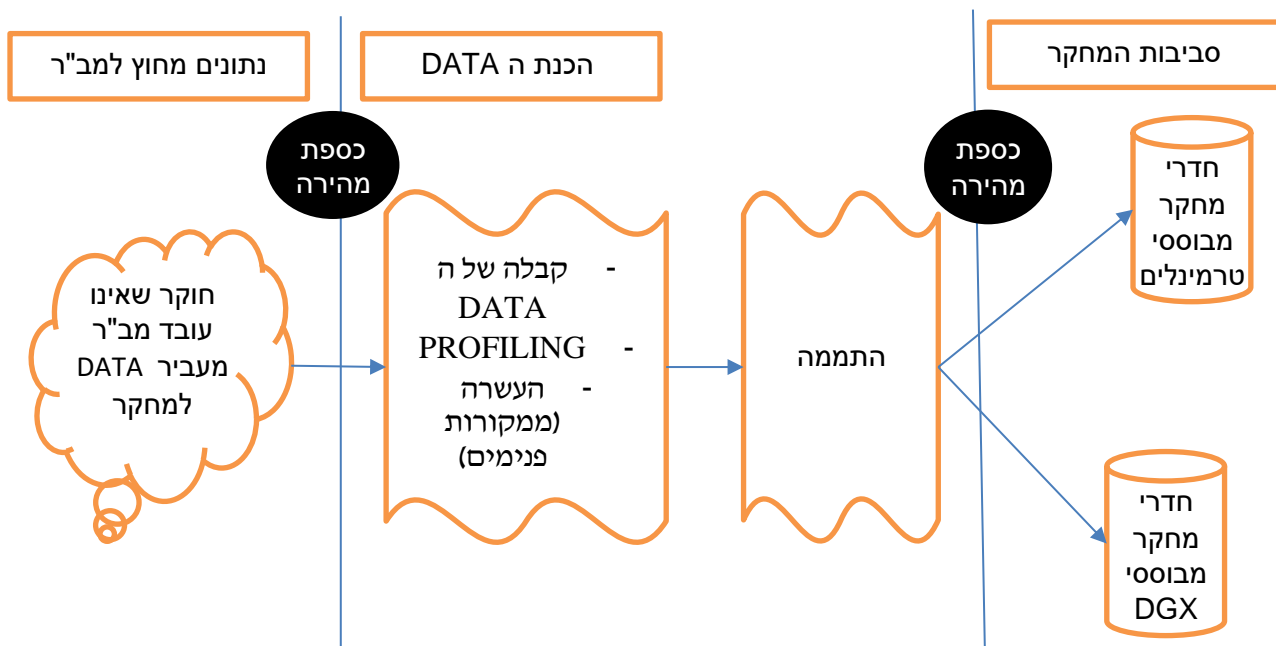 נתונים מחוץ למב"ר
הכנת ה DATA
סביבות המחקר
כספת
מהירה
כספת
מהירה
חוקר שאינו
עובד מב"ר
מעביר DATA
למחקר
- קבלה של ה
DATA
- PROFILING
- העשרה
(ממקורות
פנימים)
התממה
חדרי
מחקר
מבוססי
טרמינלים
חדרי
מחקר
מבוססי
DGX